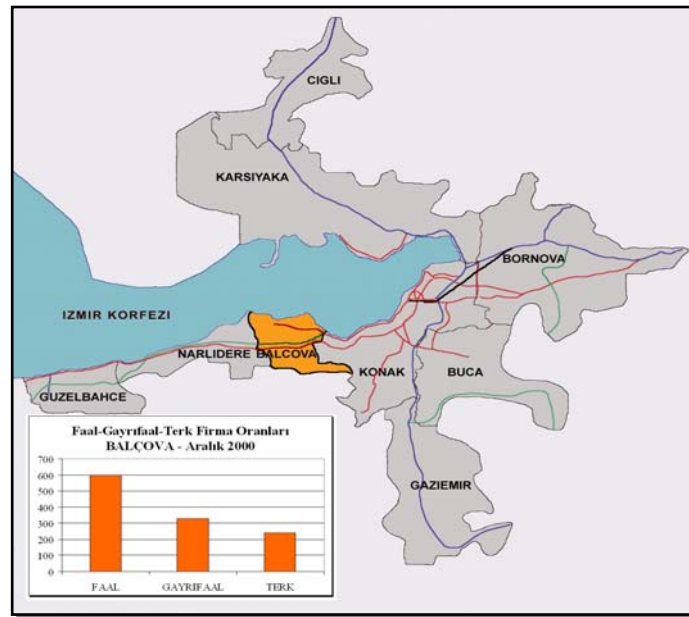 CIGLI
KARSIYAKA
BORNOVA
IZMIR KORFEZI
NARLIDERE
BALCOVA
KONAK
BUCA
GUZELBAHCE
GAZIEMIR
Faal-Gayrıfaal-Terk Firma Oranları
BALÇOVA - Aralık 2000
700
600
500
400
300
200
100
0
FAAL
GAYRIFAAL
TERK